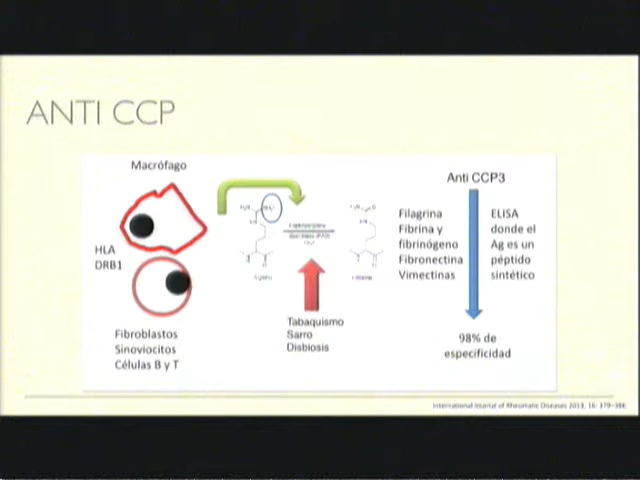 ANTI CCP
Macrófago
HLA
DRB1
Fibroblastos
Sinoviocitos
Células B y T
Tabaquismo
Sarro
Disbiosis
Filagrina
Fibrina y
fibrinógeno
Fibronectina
Vimectinas
Anti CCP3
ELISA
donde el
Ag es un
péptido
sintético
98% de
especificidad
International Journal of Rheumatic Diseases 2013, 16: 379–386